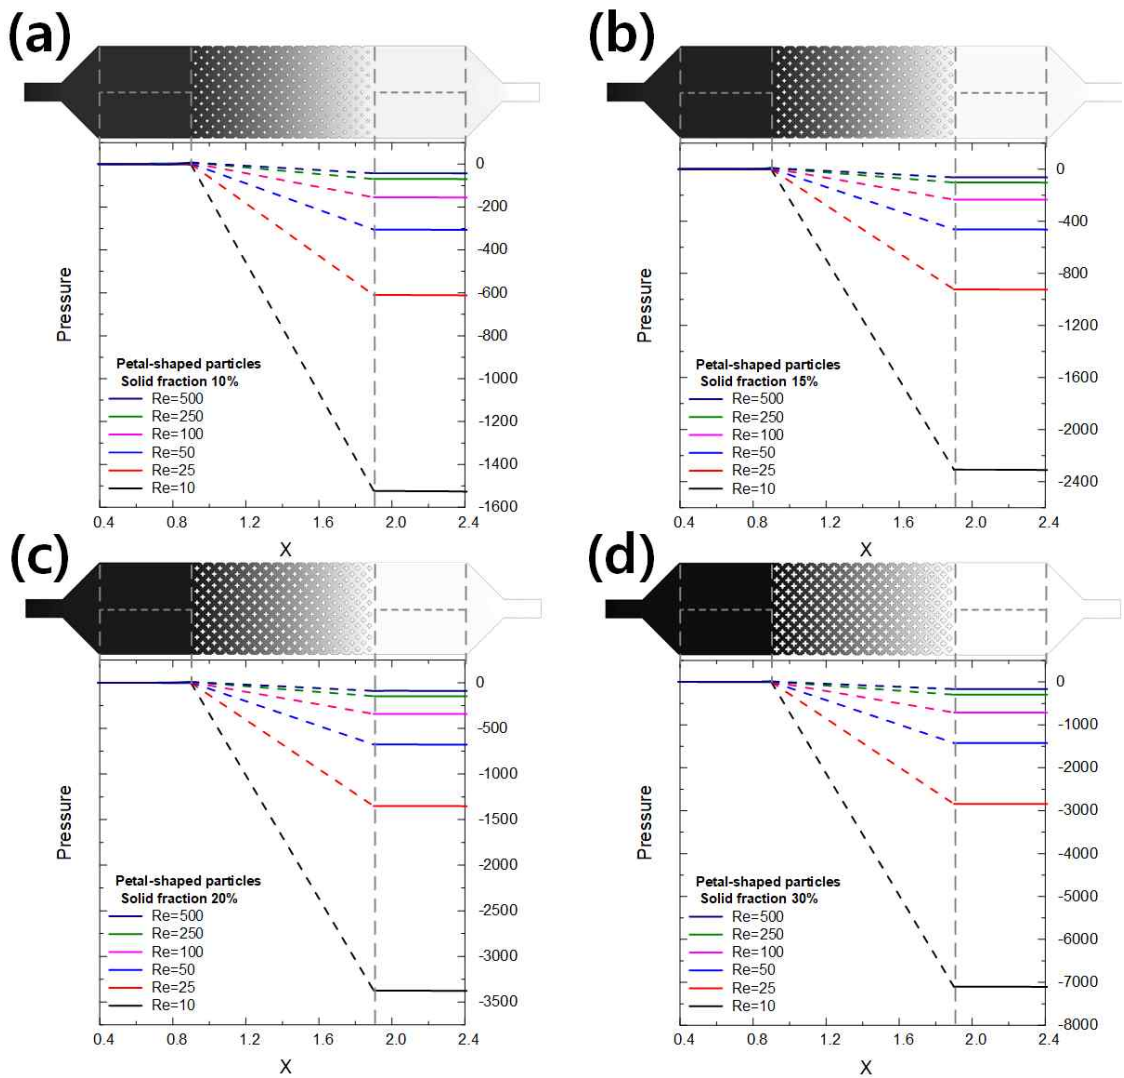 (a)
0
-200
-400
-600
-800
-1000
-1200
-1400
-1600
Pressure
Petal-shaped particles
Solid fraction 10%
Re=500
Re=250
Re=100
Re=50
Re=25
Re=10
0.4 0.8 1.2 1.6 2.0 2.4
X
(b)
0
-400
-800
-1200
-1600
-2000
-2400
Pressure
Petal-shaped particles
Solid fraction 15%
Re=500
Re=250
Re=100
Re=50
Re=25
Re=10
0.4 0.8 1.2 1.6 2.0 2.4
X
(c)
0
-500
-1000
-1500
-2000
-2500
-3000
-3500
Pressure
Petal-shaped particles
Solid fraction 20%
Re=500
Re=250
Re=100
Re=50
Re=25
Re=10
0.4 0.8 1.2 1.6 2.0 2.4
X
(d)
0
-1000
-2000
-3000
-4000
-5000
-6000
-7000
-8000
Pressure
Petal-shaped particles
Solid fraction 30%
Re=500
Re=250
Re=100
Re=50
Re=25
Re=10
0.4 0.8 1.2 1.6 2.0 2.4
X